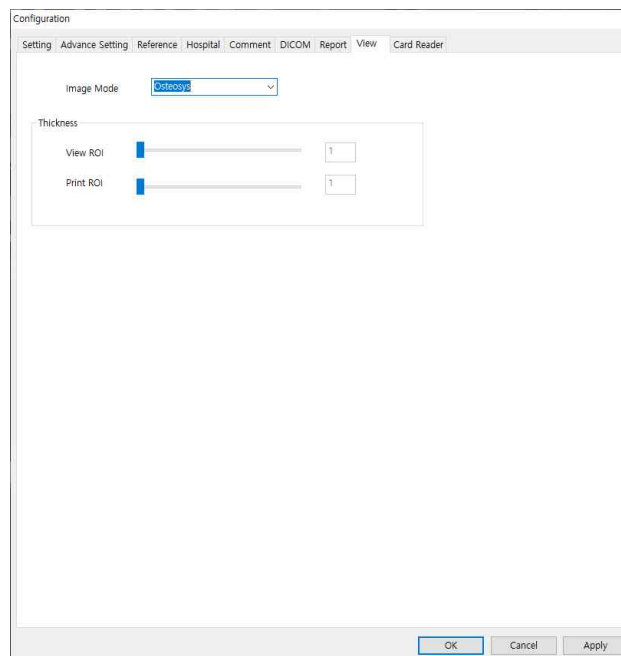 Configuration
Setting Advance Setting Reference Hospital Comment DICOM Report View Card Reader
Image Mode Osteosys
Thickness
View ROI 1
Print ROI 1
OK Cancel Apply